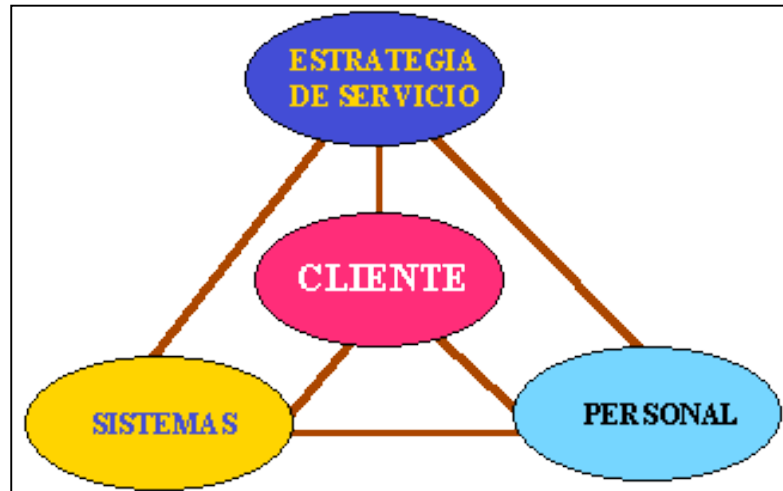 ESTRATEGIA
DE SERVICIO
CLIENTE
SISTEMAS
PERSONAL